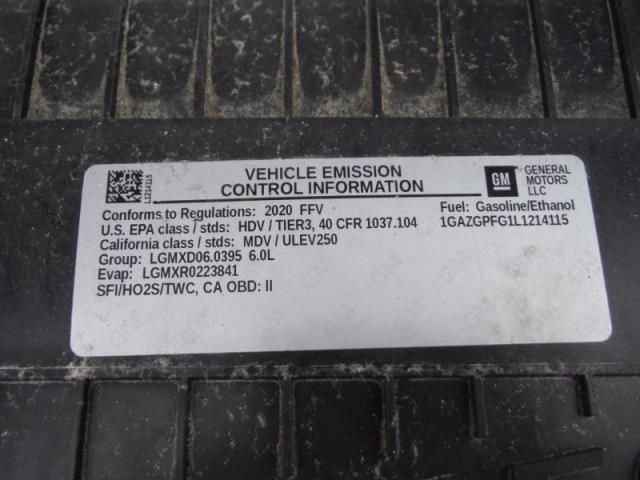 L1214115
VEHICLE EMISSION
CONTROL INFORMATION
GM
GENERAL
MOTORS
LLC
Conforms to Regulations: 2020 FFV
Fuel: Gasoline/Ethanol
U.S. EPA class / stds: HDV / TIER3, 40 CFR 1037.104
1GAZGPFG1L1214115
California class / stds: MDV / ULEV250
Group: LGMXD06.0395 6.0L
Evap: LGMXR0223841
SFI/HO2S/TWC, CA OBD: II